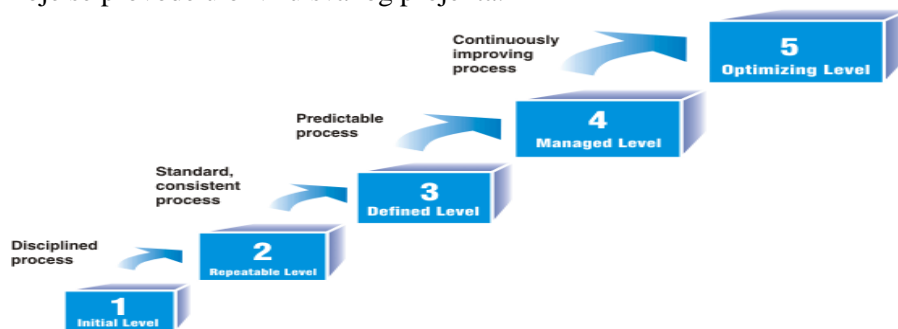 Continuously
improving
process
5
Optimizing Level
Predictable
process
4
Managed Level
Standard,
consistent
process
3
Defined Level
Disciplined
process
2
Repeatable Level
1
Initial Level